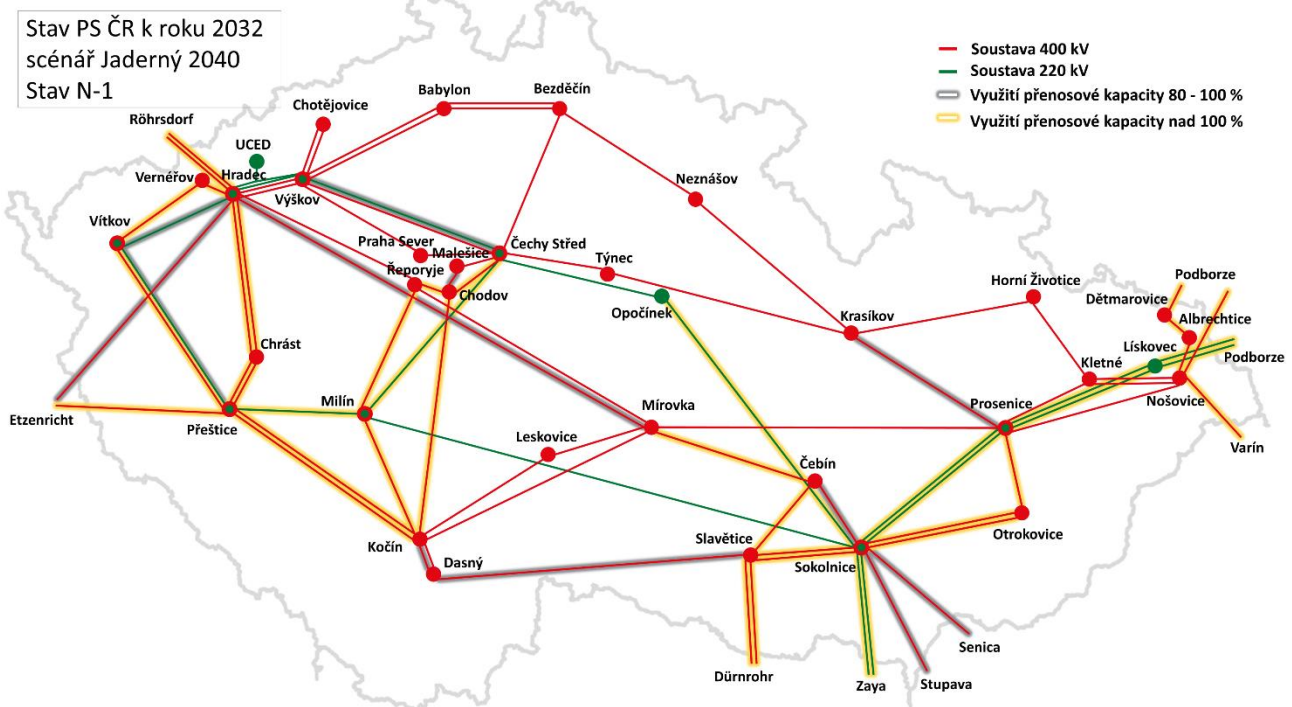 Stav PS ČR k roku 2032
scénář Jaderný 2040
Stav N-1
Soustava 400 kV
Soustava 220 kV
Využití přenosové kapacity 80 - 100 %
Využití přenosové kapacity nad 100 %
Babylon
Bezděčín
Chotějovice
Röhrsdorf
UCED
Vernéřov
Hradec
Výškov
Neznášov
Vítkov
Praha Sever
Malešice
Čechy Střed
Týnec
Řeporyje
Chodov
Opočínek
Krasíkov
Horní Životice
Podborze
Dětmarovice
Albrechtice
Lískovec
Podborze
Kletné
Nošovice
Chrást
Etzenricht
Přeštice
Milín
Mírovka
Prosenice
Leskovice
Varín
Čebín
Otrokovice
Kočín
Dasný
Slavětice
Sokolnice
Senica
Dürnrohr
Zaya
Stupava